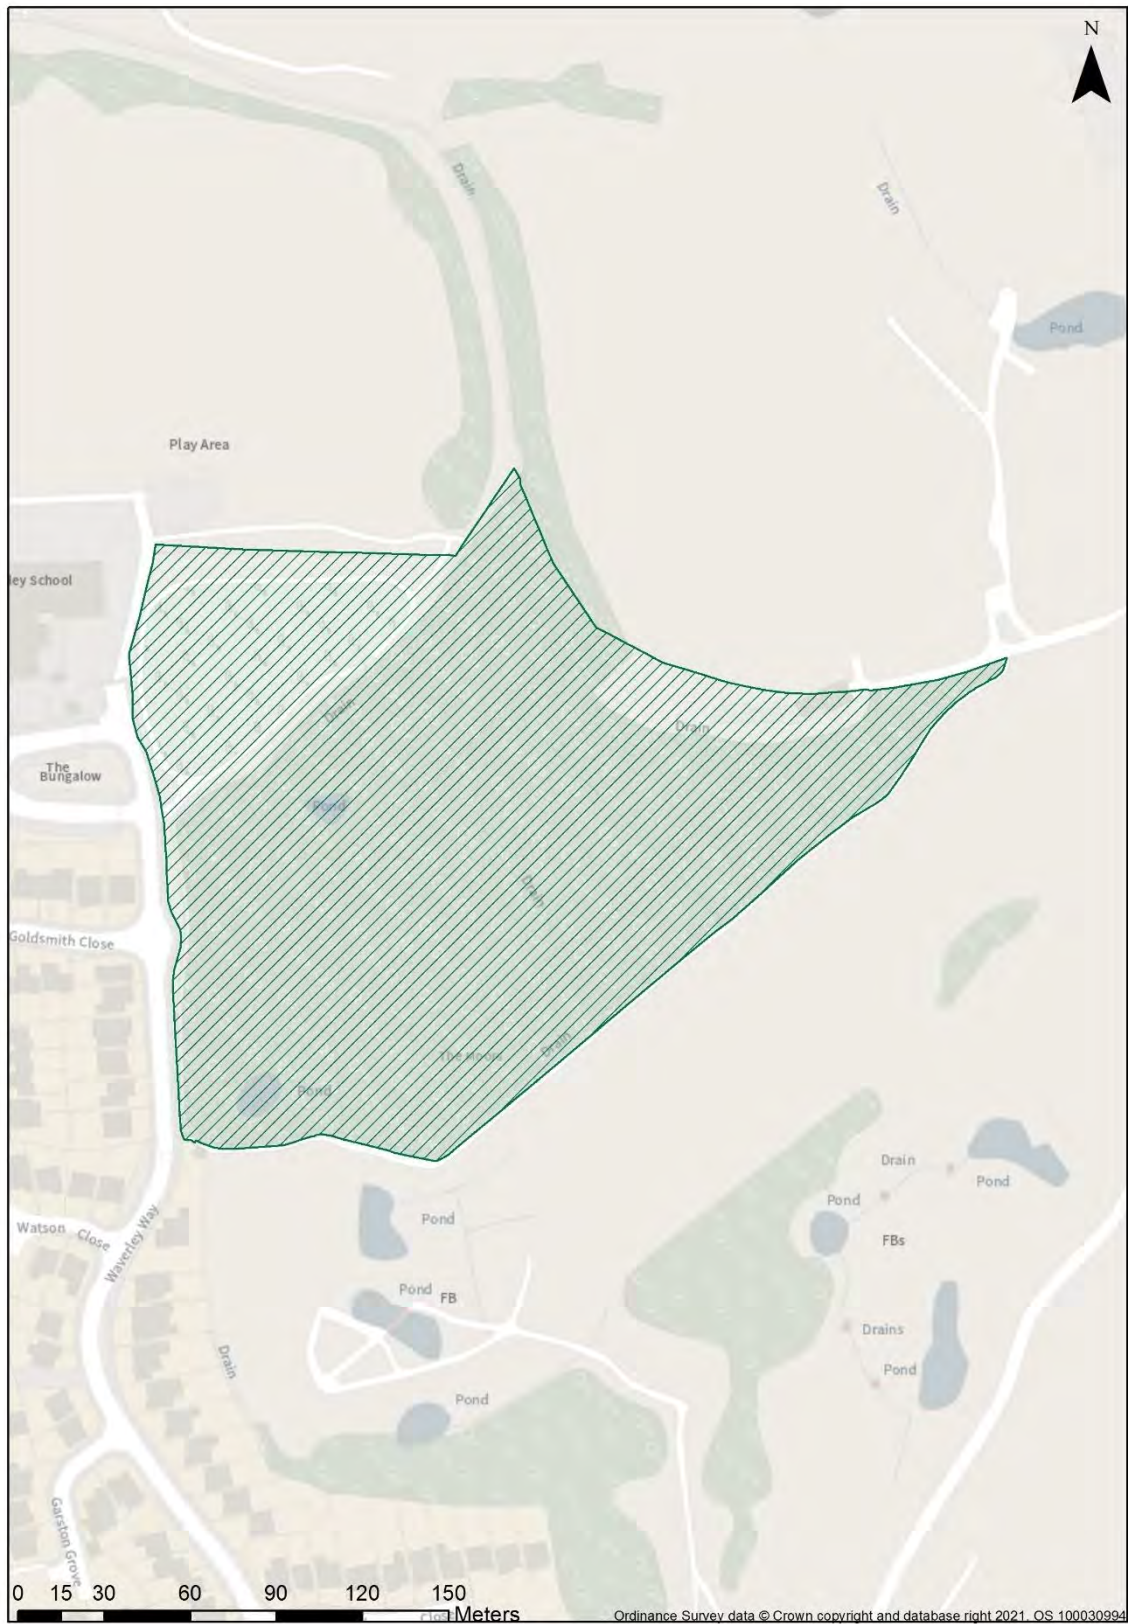 N
Drain
Drain
Pond
Play Area
ley School
Drain
Drain
The
Bungalow
Pond
Drain
Goldsmith Close
The Moors
Drain
Pond
Drain
Pond
Pond
Pond
Watson Close
Waverley Way
FBs
Pond
FB
Drains
Drain
Pond
Pond
Garston Grove
0 15 30 60 90 120 150
Meters
Clos
Ordinance Survey data © Crown copyright and database right 2021. OS 100030994